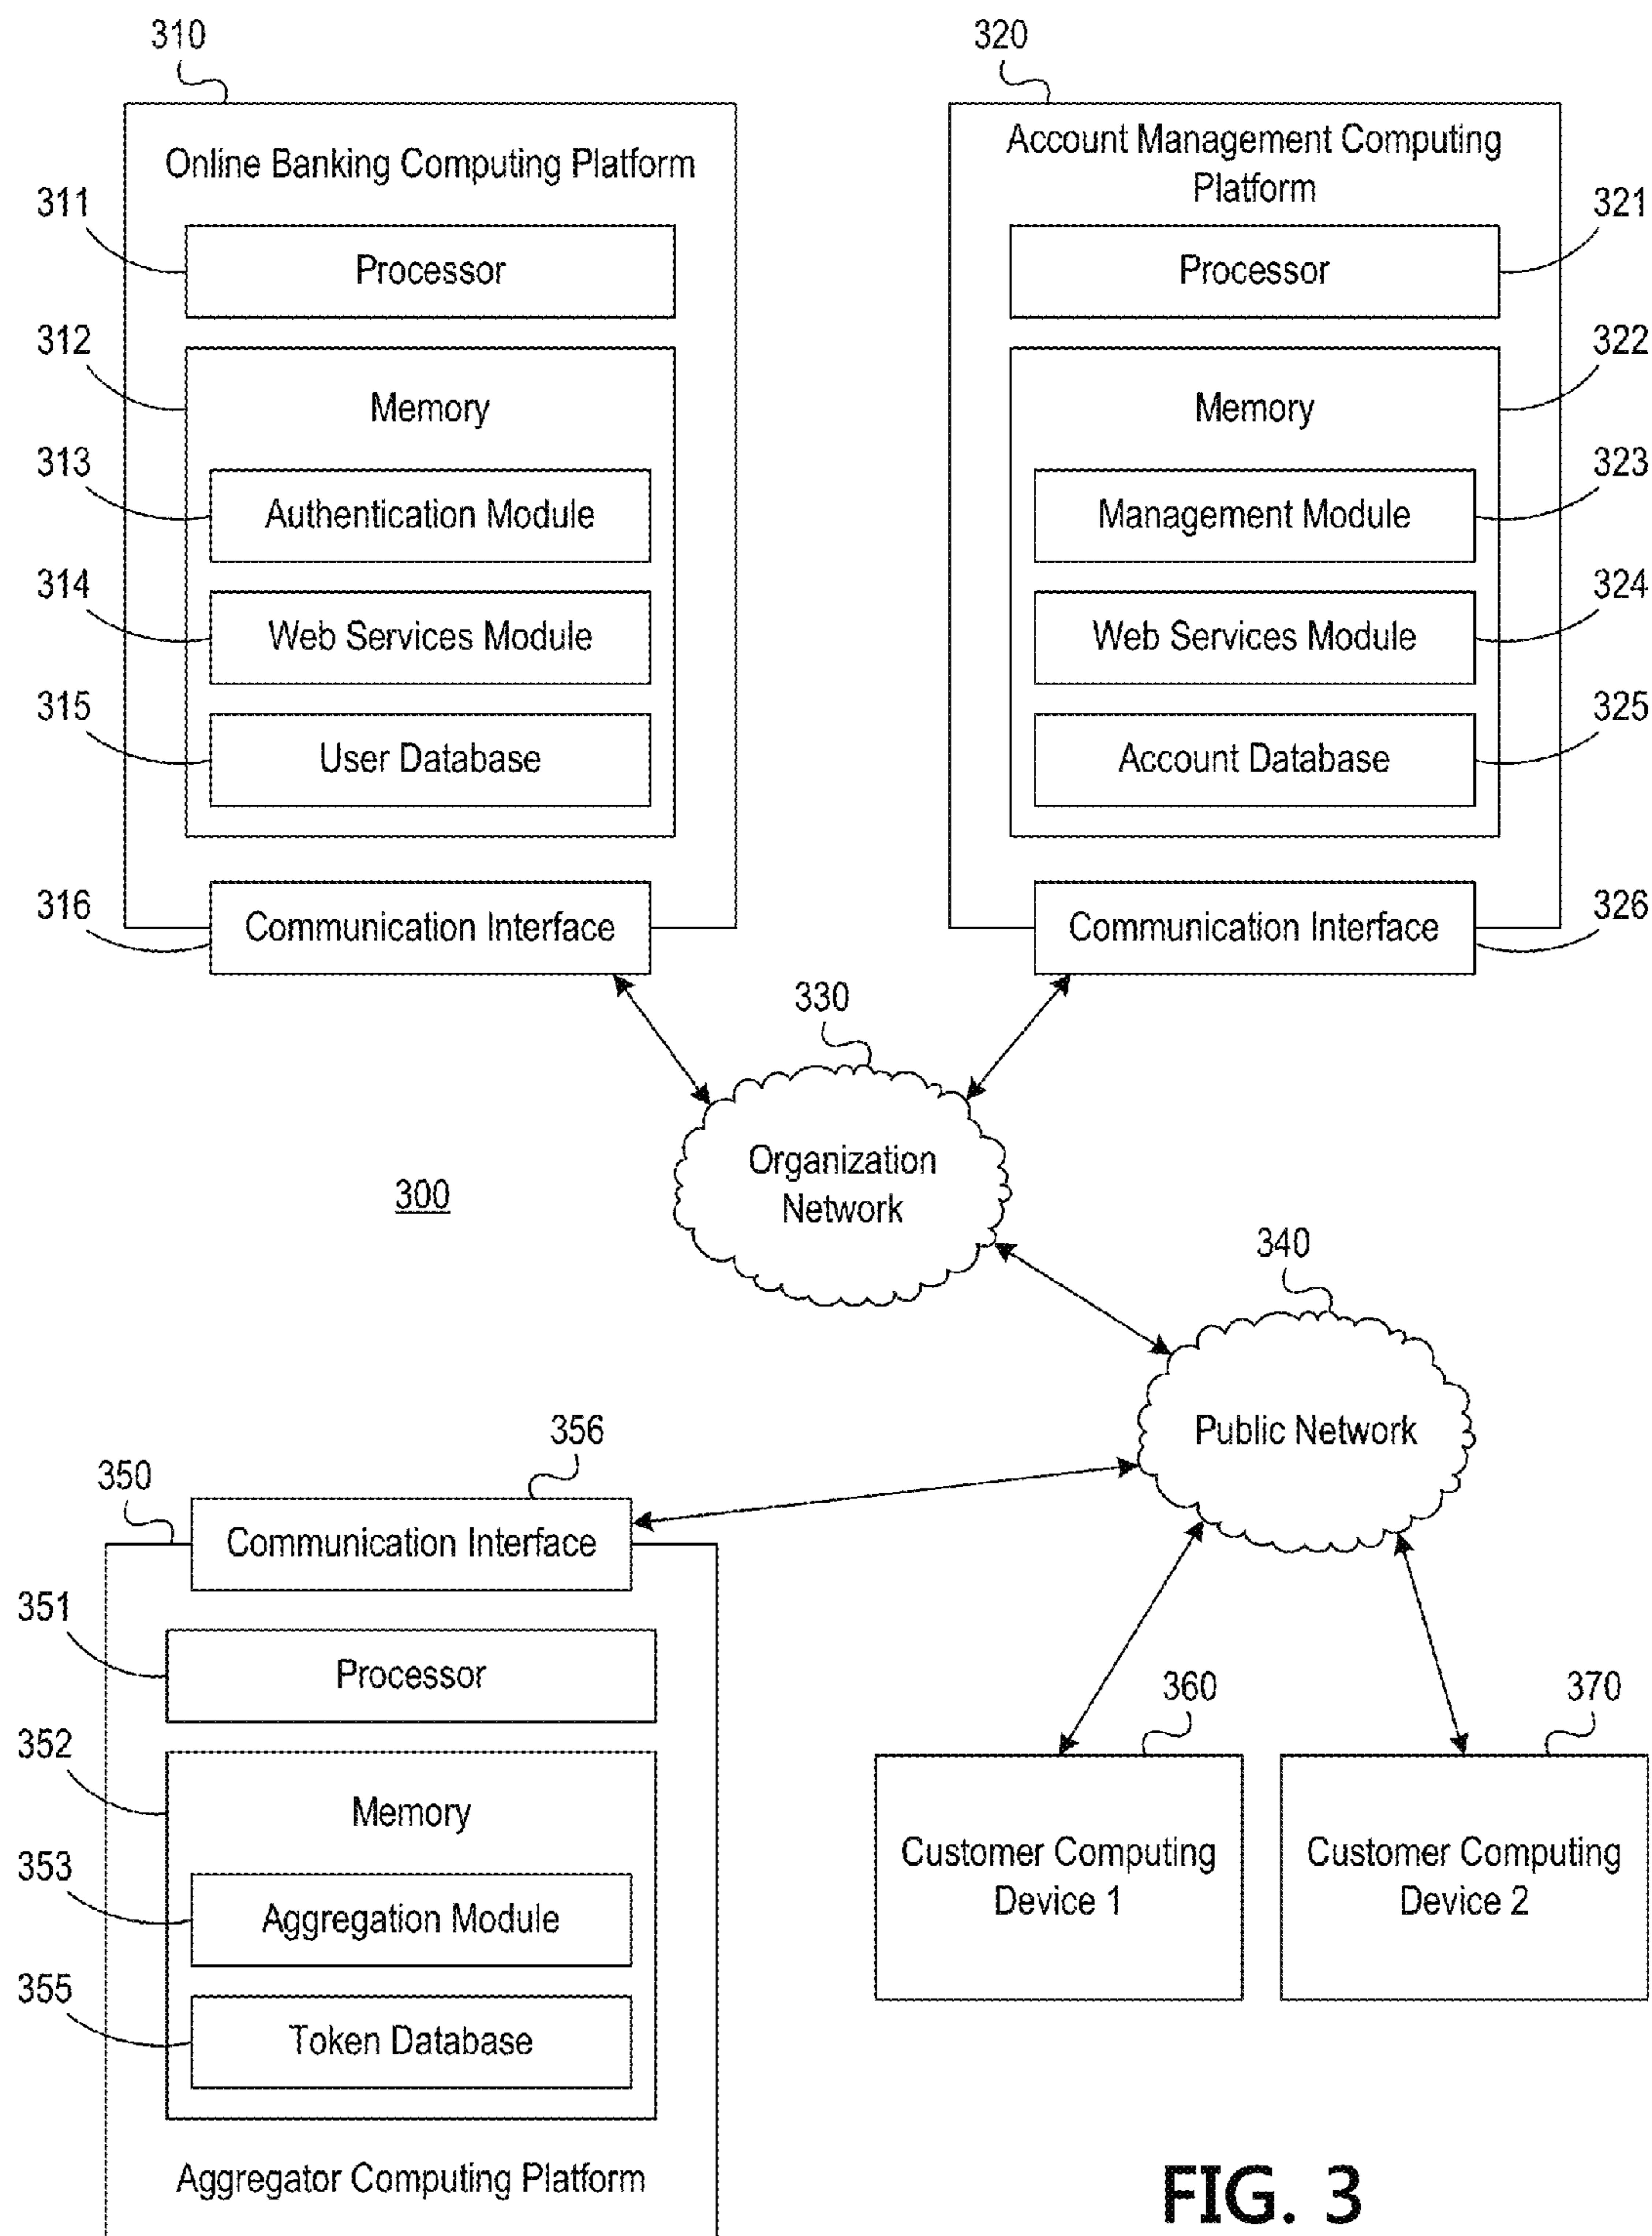 310
320
Online Banking Computing Platform
Account Management Computing
Platform
311
Processor
Processor
321
312
Memory
Memory
322
313
Authentication Module
Management Module
323
314
Web Services Module
Web Services Module
324
315
User Database
Account Database
325
316
Communication Interface
Communication Interface
326
330
Organization
Network
300
340
Public Network
356
350
Communication Interface
351
Processor
352
Memory
353
Aggregation Module
355
Token Database
Aggregator Computing Platform
360
370
Customer Computing
Device 1
Customer Computing
Device 2
FIG. 3